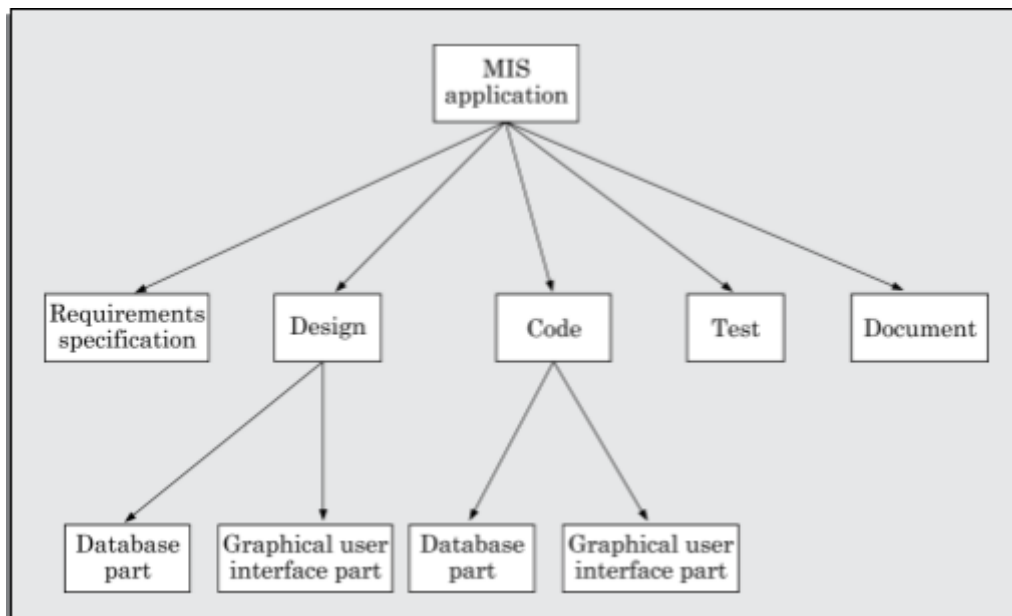 MIS
application
Requirements
specification
Design
Code
Test
Document
Database
part
Graphical user
interface part
Database
part
Graphical user
interface part